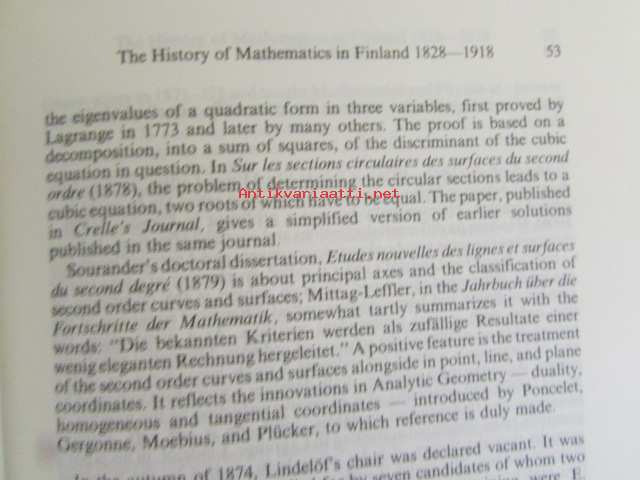 The History of Mathematics in Finland 1828—1918 53
the eigenvalues of a quadratic form in three variables, first proved by
Lagrange in 1773 and later by many others. The proof is based on a
decomposition, into a sum of squares, of the discriminant of the cubic
equation in question. In Sur les sections circulaires des surfaces du second
ordre (1878), the problem of determining the circular sections leads to a
Antikvariaatti.net
cubic equation, two roots of which have to be equal. The paper, published
in Crelle's Journal, gives a simplified version of earlier solutions
published in the same journal.
Sourander's doctoral dissertation, Etudes nouvelles des lignes et surfaces
du second degré (1879) is about principal axes and the classification of
second order curves and surfaces; Mittag-Leffler, in the Jahrbuch über die
Fortschritte der Mathematik, somewhat tartly summarizes it with the
words: "Die bekannten Kriterien werden als zufällige Resultate einer
wenig eleganten Rechnung hergeleitet." A positive feature is the treatment
of the second order curves and surfaces alongside in point, line, and plane
coordinates. It reflects the innovations in Analytic Geometry — duality,
homogeneous and tangential coordinates — introduced by Poncelet,
Gergonne, Moebius, and Plücker, to which reference is duly made.
In the autumn of 1874, Lindelöf's chair was declared vacant. It was
for by seven candidates of whom two
were E.